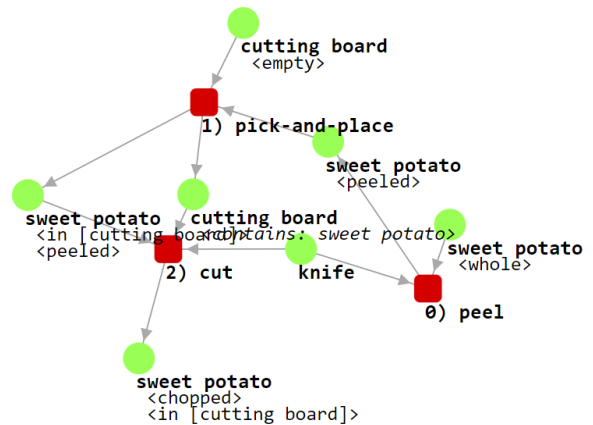 cutting board
<empty>
1) pick-and-place
sweet potato
<peeled>
sweet potato
<in [cutting board]>
<peeled>
cutting board
<contains: sweet potato>
sweet potato
<whole>
2) cut
knife
0) peel
sweet potato
<chopped>
<in [cutting board]>